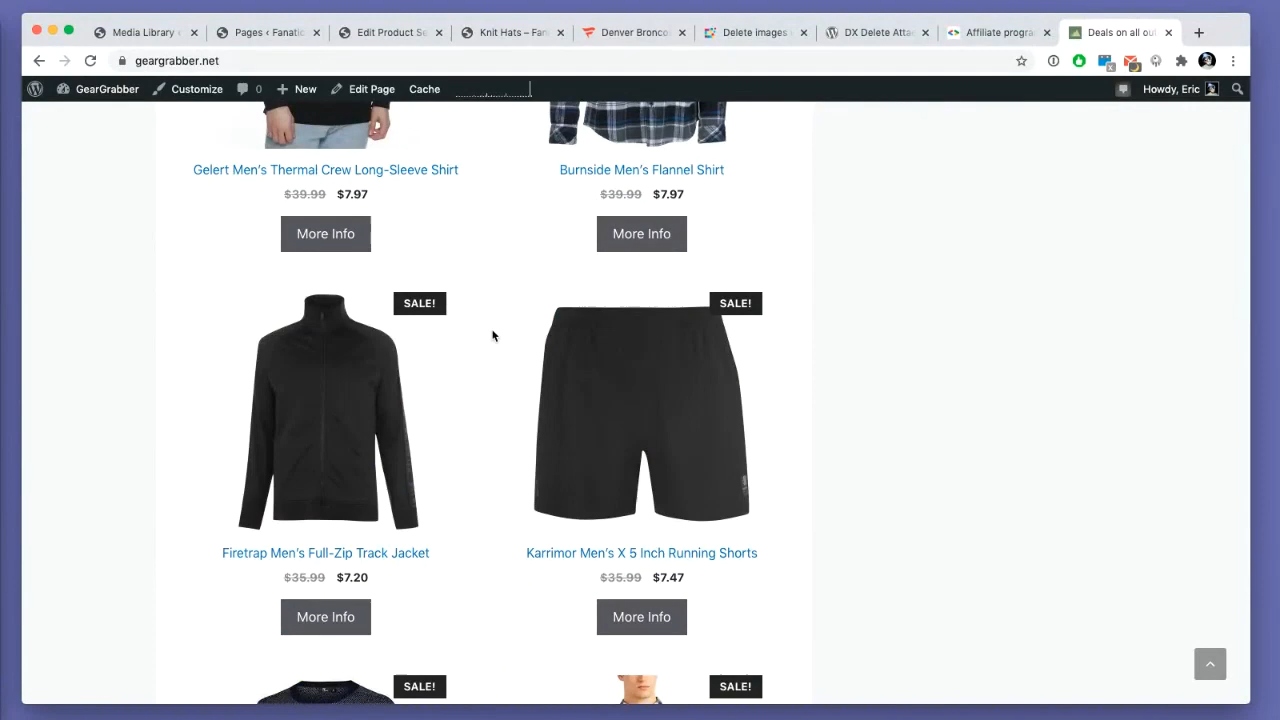 Media Library ‹
Pages ‹ Fanatic
Edit Product Se
Knit Hats – Fan
Denver Bronco
Delete images
DX Delete Atta
Affiliate progra
Deals on all out
geargrabber.net
GearGrabber
Customize
0
New
Edit Page
Cache
Howdy, Eric
Gelert Men's Thermal Crew Long-Sleeve Shirt
Burnside Men's Flannel Shirt
$39.99 $7.97
$39.99 $7.97
More Info
More Info
SALE!
SALE!
Firetrap Men's Full-Zip Track Jacket
Karrimor Men's X 5 Inch Running Shorts
$35.99 $7.20
$35.99 $7.47
More Info
More Info
SALE!
SALE!